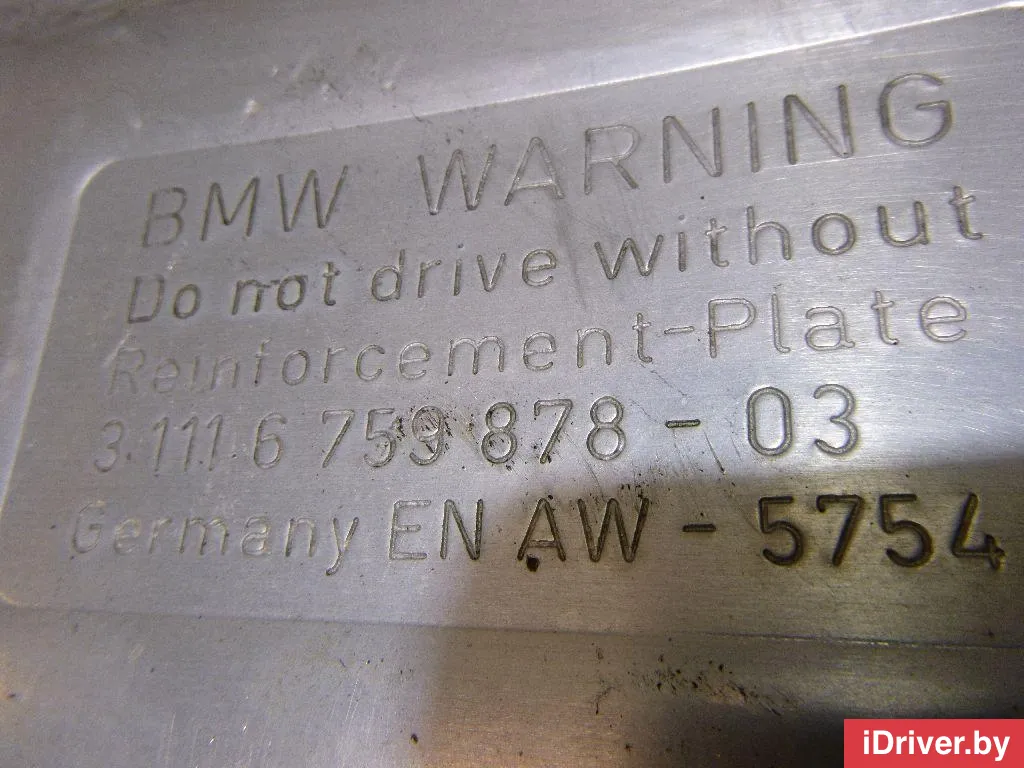 BMW WARNING
Do not drive without
Reinforcement-Plate
3 111 6 759 878 - 03
Germany EN AW - 5754
iDriver.by